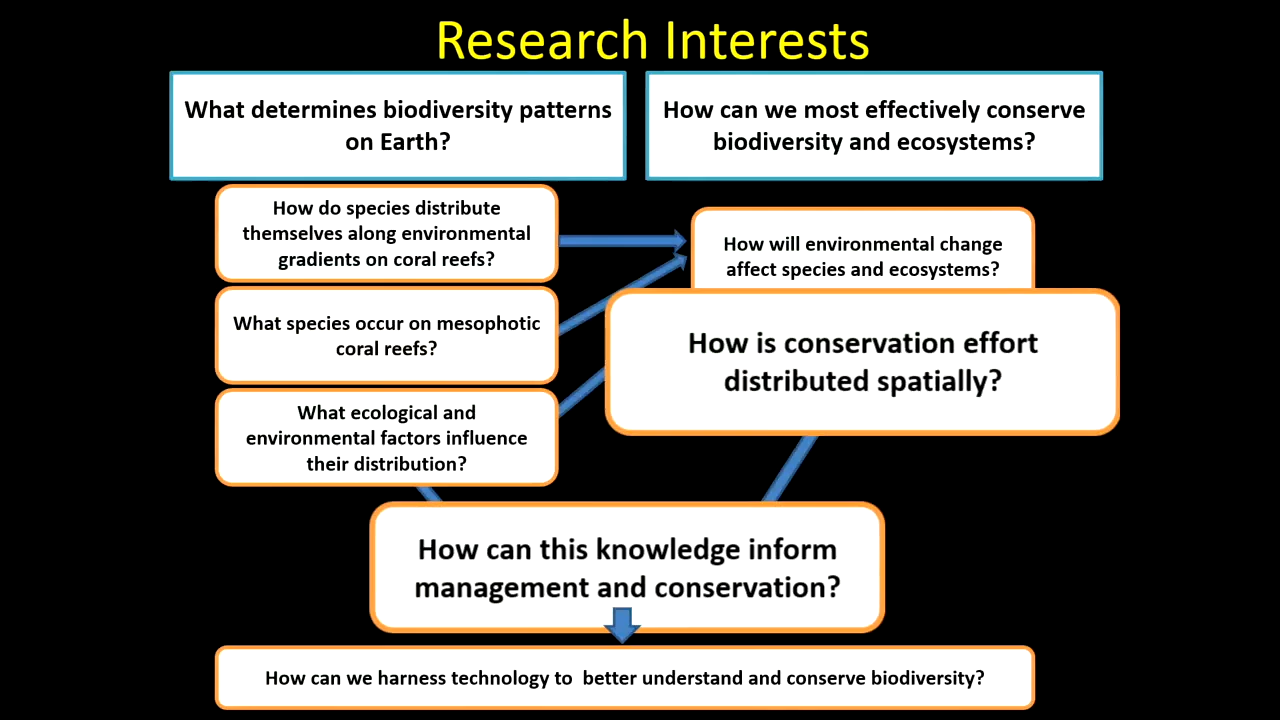 Research Interests
What determines biodiversity patterns
on Earth?
How can we most effectively conserve
biodiversity and ecosystems?
How do species distribute
themselves along environmental
gradients on coral reefs?
What species occur on mesophotic
coral reefs?
What ecological and
environmental factors influence
their distribution?
How will environmental change
affect species and ecosystems?
How is conservation effort
distributed spatially?
How can this knowledge inform
management and conservation?
How can we harness technology to  better understand and conserve biodiversity?